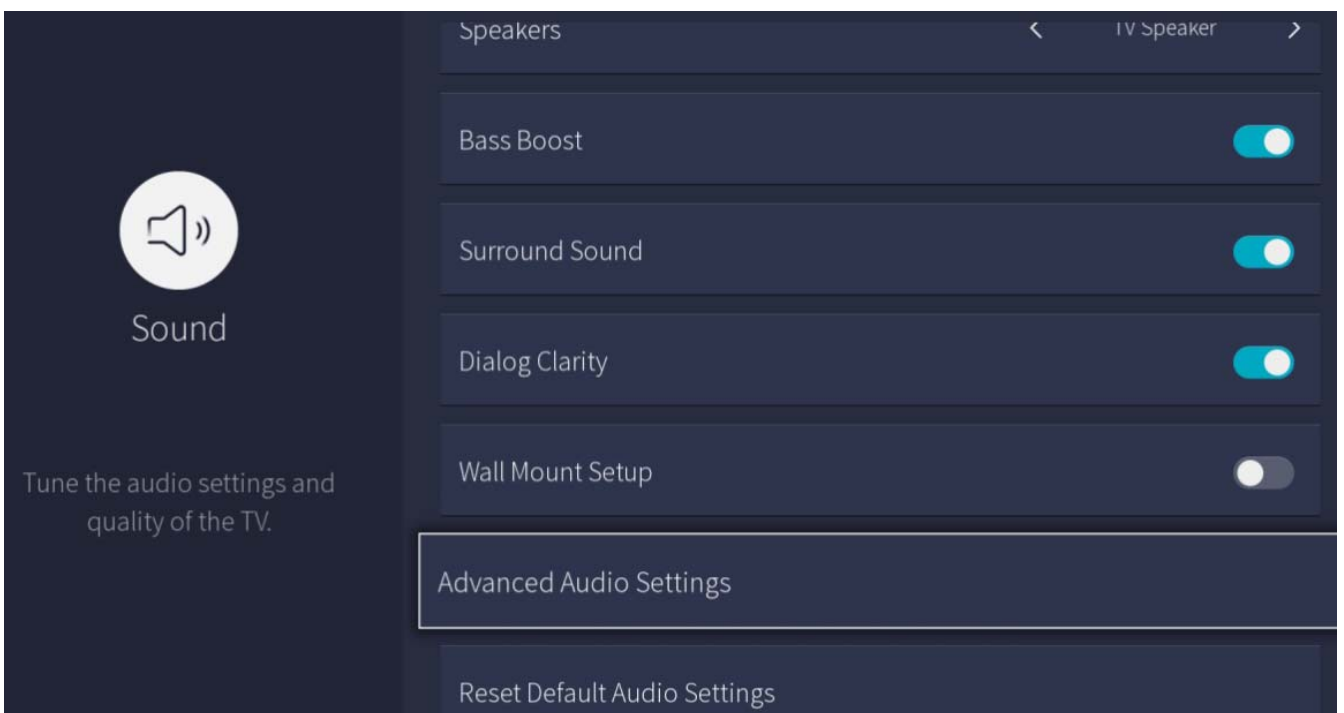 Speakers
TV Speaker
Bass Boost
Surround Sound
Sound
Dialog Clarity
Tune the audio settings and
quality of the TV.
Wall Mount Setup
Advanced Audio Settings
Reset Default Audio Settings